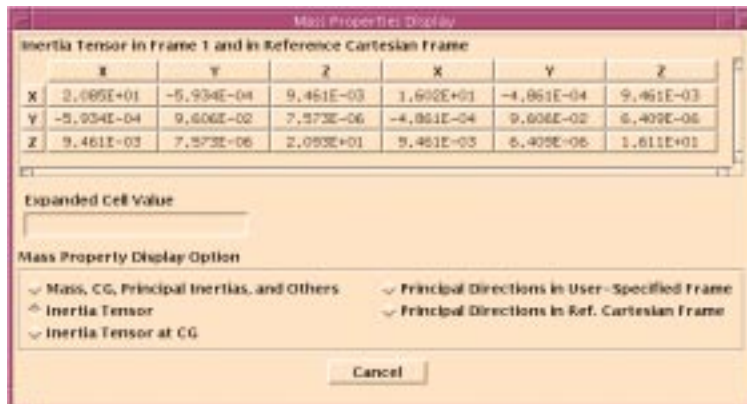 Mass Properties Display
Inertia Tensor in Frame 1 and in Reference Cartesian Frame
X Y Z X Y Z
X 2.085E+01 -5.934E-04 9.461E-03 1.602E+01 -4.861E-04 9.461E-03
Y -5.934E-04 9.606E-02 7.573E-06 -4.861E-04 9.606E-02 6.409E-06
Z 9.461E-03 7.573E-06 2.093E+01 9.461E-03 6.409E-06 1.611E+01
Expanded Cell Value
Mass Property Display Option
Mass, CG, Principal Inertias, and Others Principal Directions in User-Specified Frame
Inertia Tensor Principal Directions in Ref. Cartesian Frame
Inertia Tensor at CG
Cancel